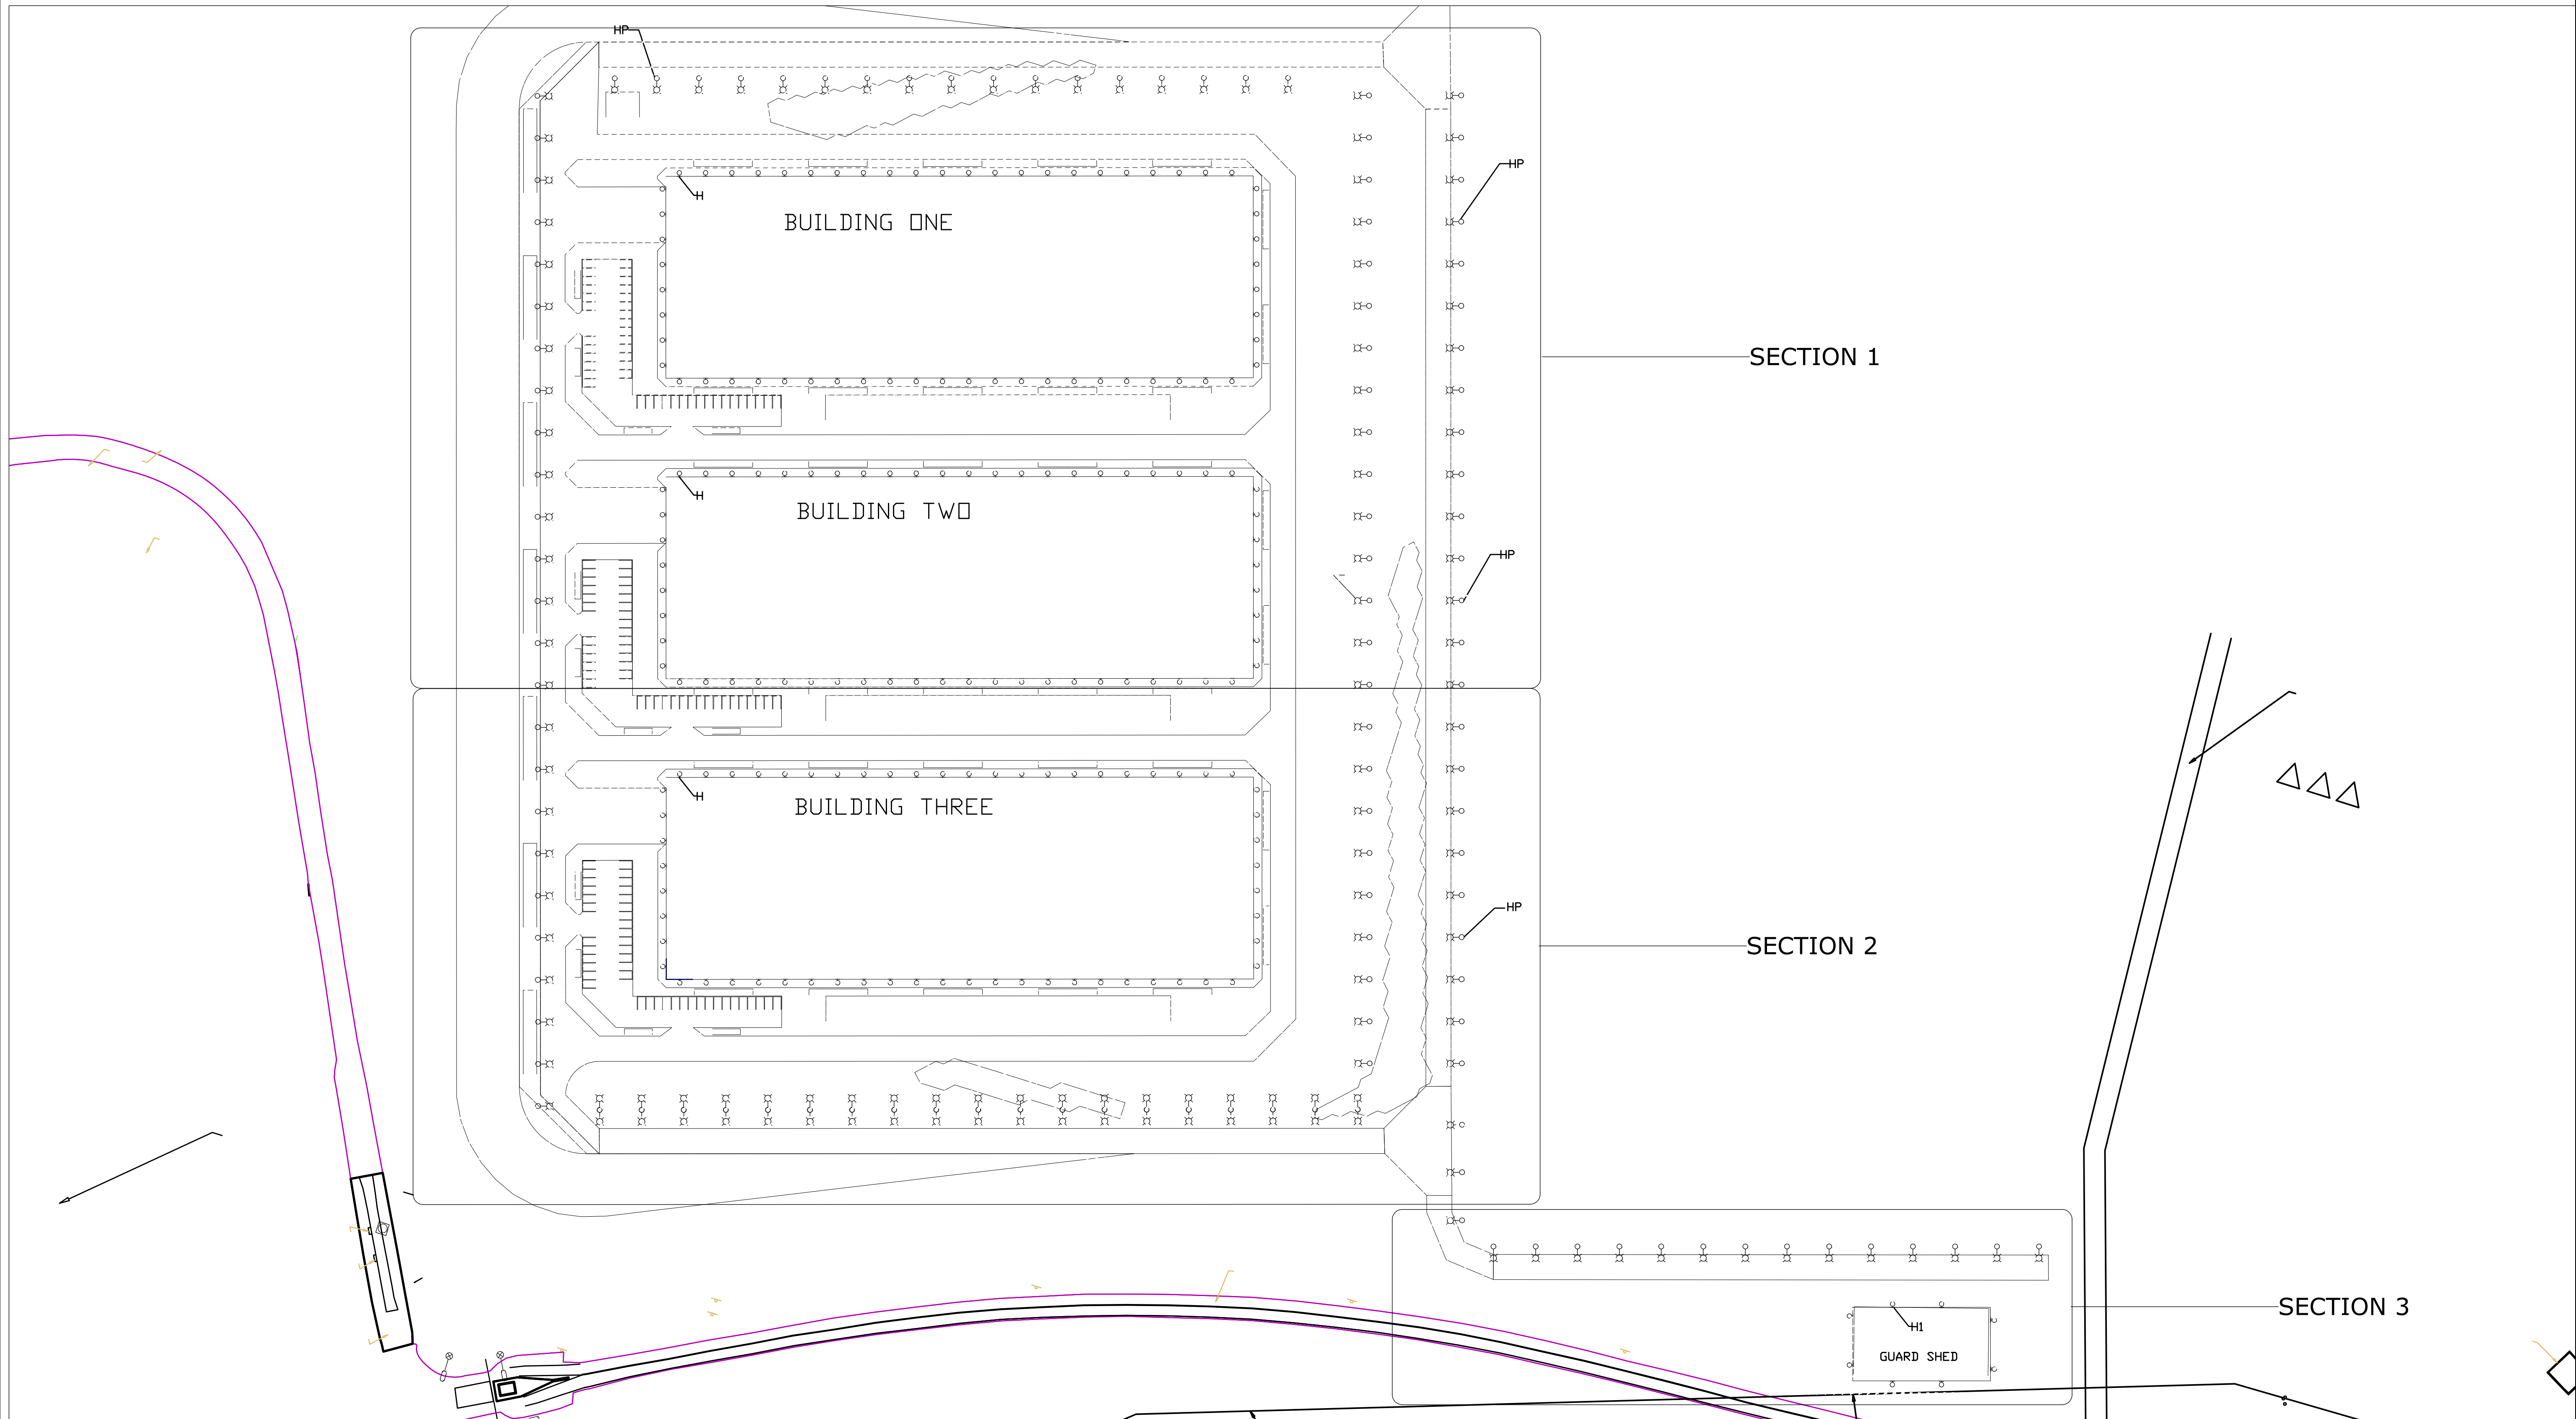 HP
HP
H
BUILDING ONE
SECTION 1
H
BUILDING TWO
HP
H
BUILDING THREE
HP
SECTION 2
SECTION 3
H1
GUARD SHED